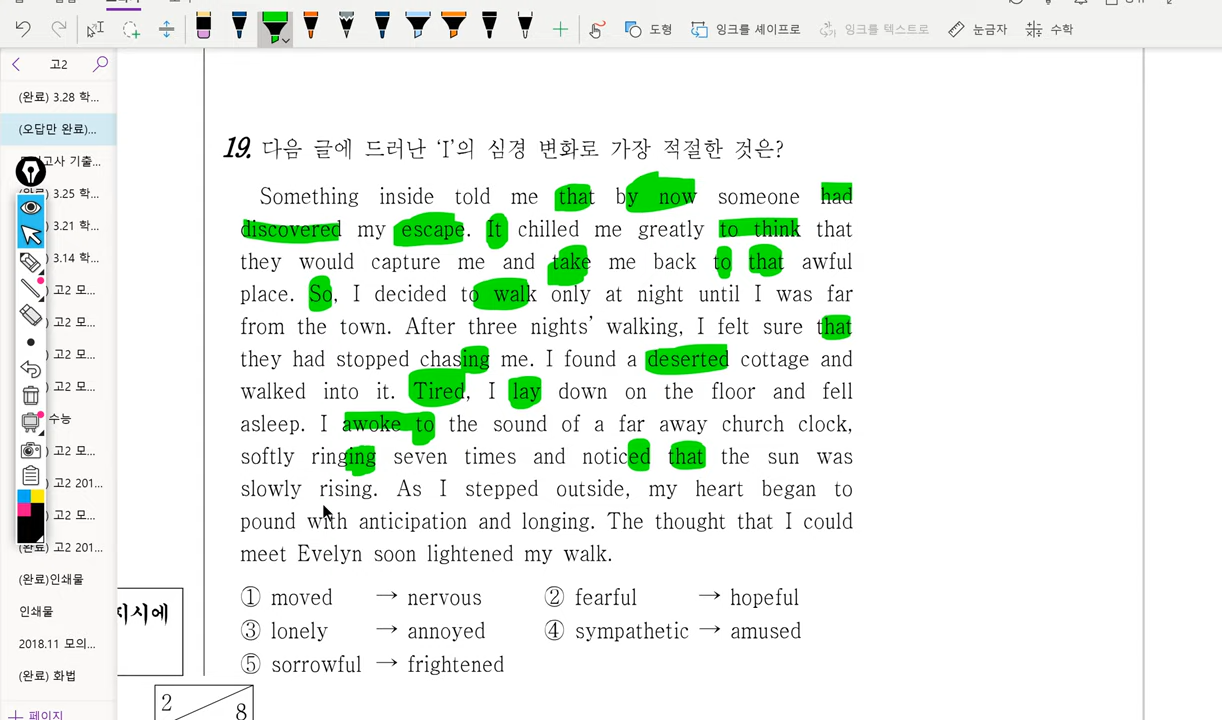 도형
잉크를 셰이프로
잉크를 텍스트로
눈금자
수학
고2
(완료) 3.28 학...
(오답만 완료)...
고사 기출...
3.25 학...
3.21 학...
) 3.14 학...
) 고2 모...
) 고2 모...
) 고2 모...
) 고2 모...
수능
) 고2 모...
) 고2 201...
) 고2 모...
(완료) 고2 201...
(완료)인쇄물
인쇄물
2018.11 모의...
(완료) 화법
페이지
19. 다음 글에 드러난 ‘I’의 심경 변화로 가장 적절한 것은?
Something inside told me that by now someone had
discovered my escape. It chilled me greatly to think that
they would capture me and take me back to that awful
place. So, I decided to walk only at night until I was far
from the town. After three nights’ walking, I felt sure that
they had stopped chasing me. I found a deserted cottage and
walked into it. Tired, I lay down on the floor and fell
asleep. I awoke to the sound of a far away church clock,
softly ringing seven times and noticed that the sun was
slowly rising. As I stepped outside, my heart began to
pound with anticipation and longing. The thought that I could
meet Evelyn soon lightened my walk.
① moved → nervous ② fearful → hopeful
③ lonely → annoyed ④ sympathetic → amused
⑤ sorrowful → frightened
지시에
2
8